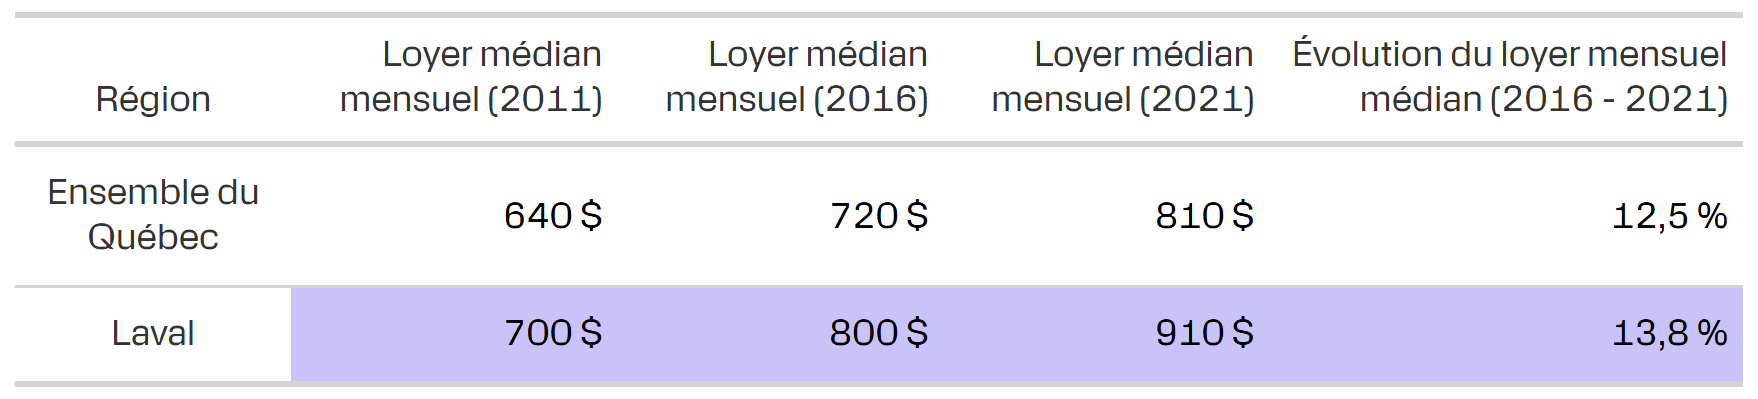 Région
Loyer médian
mensuel (2011)
Loyer médian
mensuel (2016)
Loyer médian
mensuel (2021)
Évolution du loyer mensuel
médian (2016 - 2021)
Ensemble du
Québec
640 $
720 $
810 $
12,5 %
Laval
700 $
800 $
910 $
13,8 %